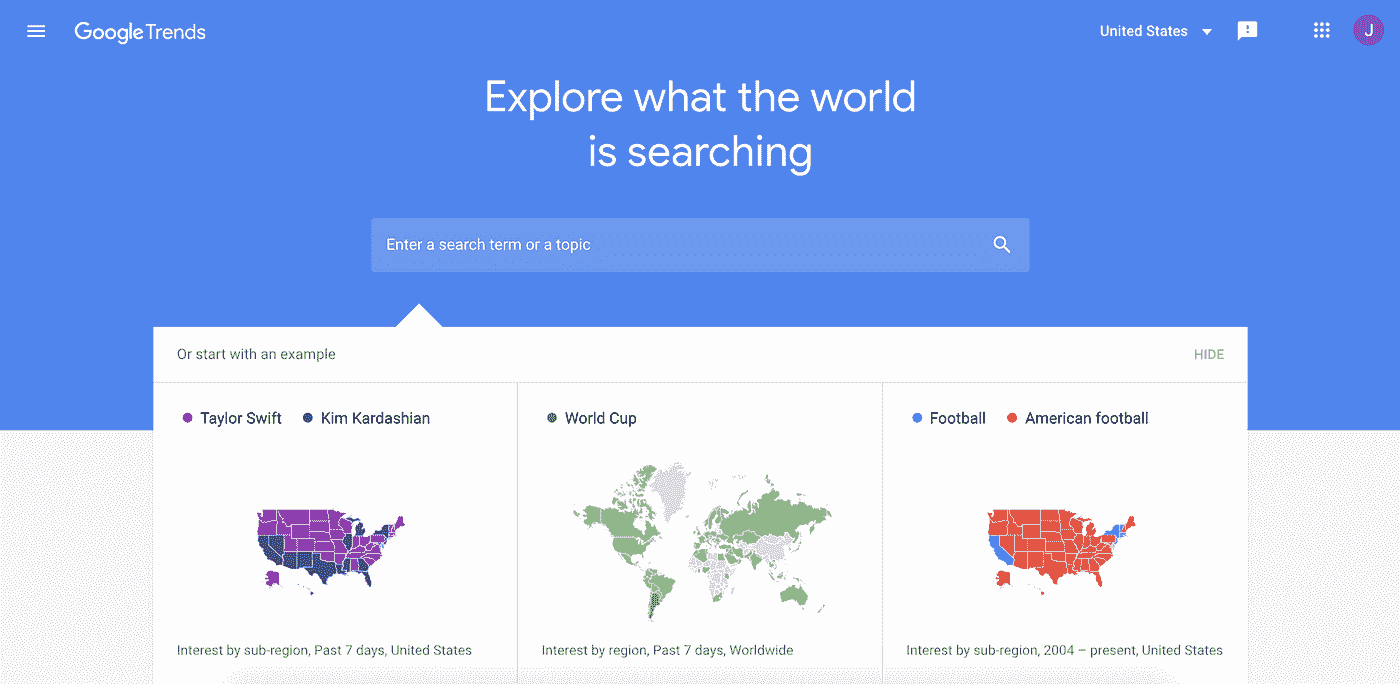 Google Trends
United States
J
Explore what the world
is searching
Enter a search term or a topic
Or start with an example
HIDE
Taylor Swift Kim Kardashian
World Cup
Football American football
Interest by sub-region, Past 7 days, United States
Interest by region, Past 7 days, Worldwide
Interest by sub-region, 2004 – present, United States